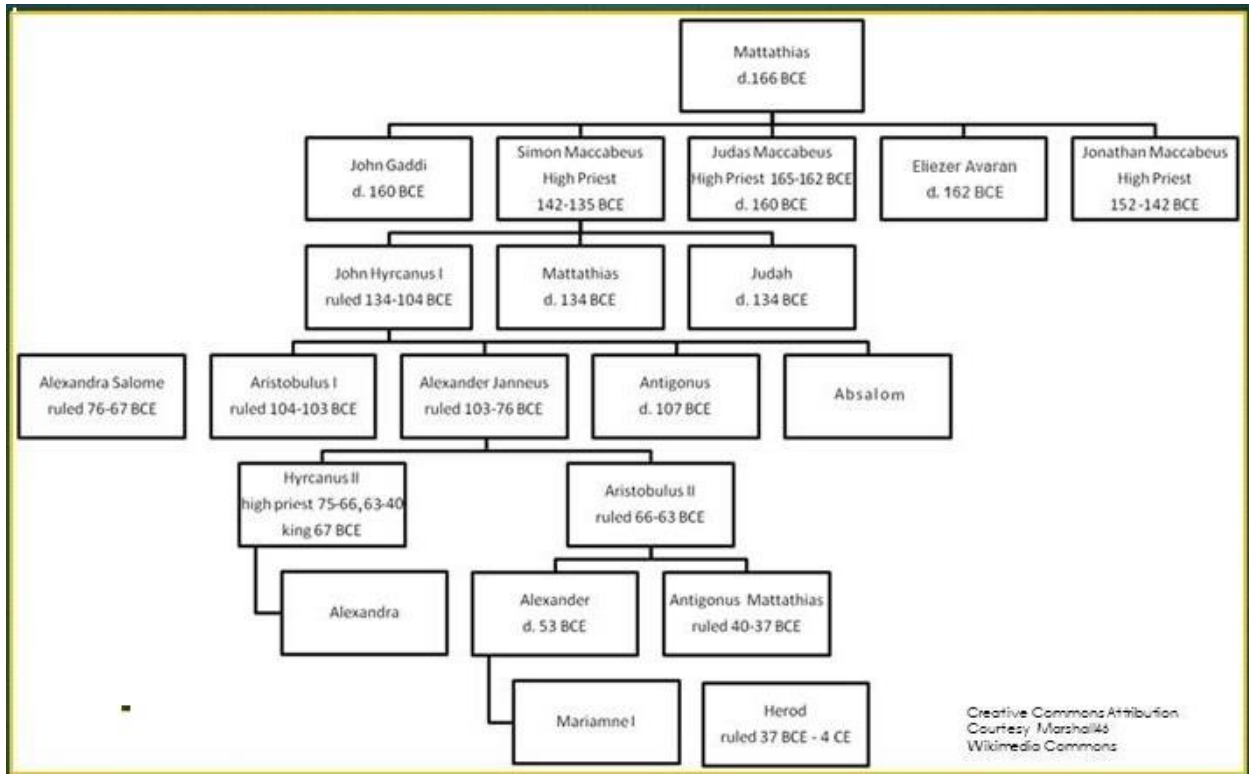 Mattathias
d.166 BCE
John Gaddi
d. 160 BCE
Simon Maccabeus
High Priest
142-135 BCE
Judas Maccabeus
High Priest 165-162 BCE
d. 160 BCE
Eliezer Avaran
d. 162 BCE
Jonathan Maccabeus
High Priest
152-142 BCE
John Hyrcanus I
ruled 134-104 BCE
Mattathias
d. 134 BCE
Judah
d. 134 BCE
Alexandra Salome
ruled 76-67 BCE
Aristobulus I
ruled 104-103 BCE
Alexander Janneus
ruled 103-76 BCE
Antigonus
d. 107 BCE
Absalom
Hyrcanus II
high priest 75-66, 63-40
king 67 BCE
Aristobulus II
ruled 66-63 BCE
Alexandra
Alexander
d. 53 BCE
Antigonus Mattathias
ruled 40-37 BCE
Mariamne I
Herod
ruled 37 BCE - 4 CE
Creative Commons Attribution
Courtesy Marshall46
Wikimedia Commons